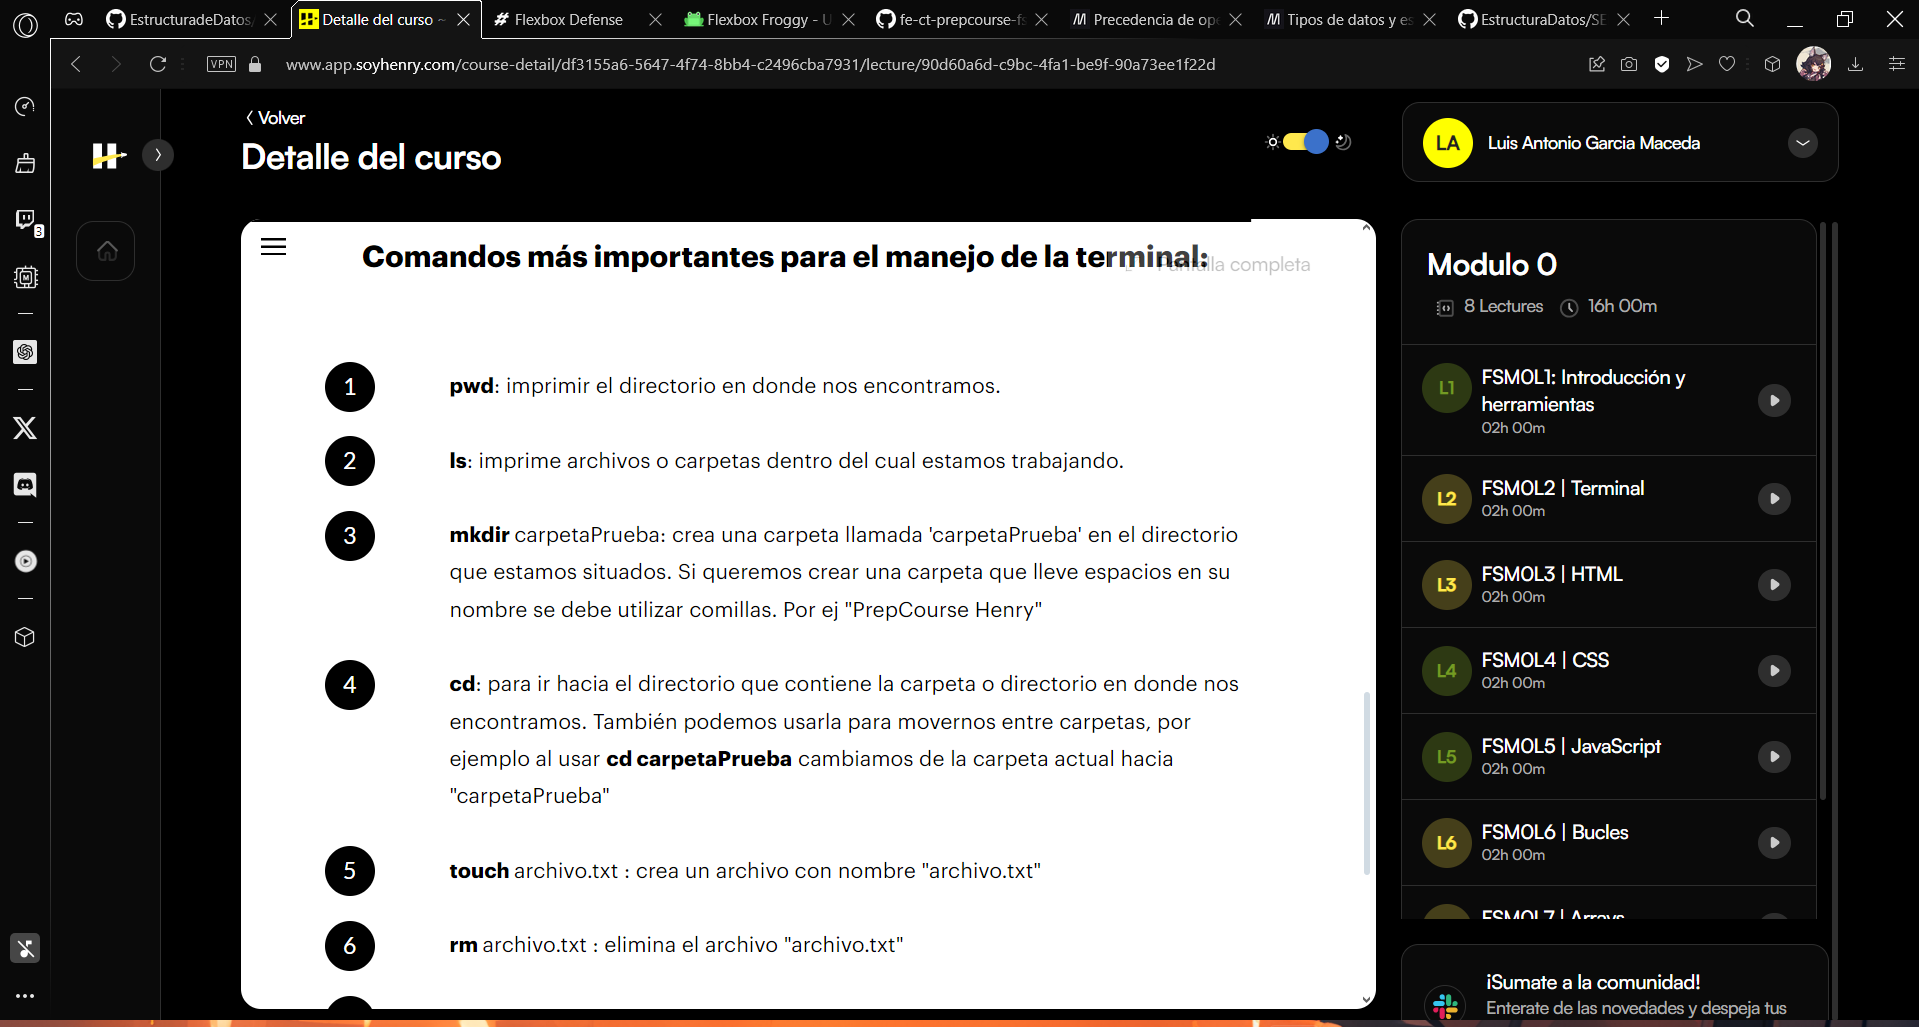 EstructuradeDatos/
Detalle del curso ~
Flexbox Defense
Flexbox Froggy - U
fe-ct-prepcourse-fs
Precedencia de ope
Tipos de datos y es
EstructuraDatos/SE
VPN
www.app.soyhenry.com/course-detail/df3155a6-5647-4f74-8bb4-c2496cba7931/lecture/90d60a6d-c9bc-4fa1-be9f-90a73ee1f22d
3
Volver
Detalle del curso
LA
Luis Antonio Garcia Maceda
Comandos más importantes para el manejo de la terminal:
Pantalla completa
1
pwd: imprimir el directorio en donde nos encontramos.
2
ls: imprime archivos o carpetas dentro del cual estamos trabajando.
3
mkdir carpetaPrueba: crea una carpeta llamada 'carpetaPrueba' en el directorio
que estamos situados. Si queremos crear una carpeta que lleve espacios en su
nombre se debe utilizar comillas. Por ej "PrepCourse Henry"
4
cd: para ir hacia el directorio que contiene la carpeta o directorio en donde nos
encontramos. También podemos usarla para movernos entre carpetas, por
ejemplo al usar cd carpetaPrueba cambiamos de la carpeta actual hacia
"carpetaPrueba"
5
touch archivo.txt : crea un archivo con nombre "archivo.txt"
6
rm archivo.txt : elimina el archivo "archivo.txt"
Modulo 0
8 Lectures
16h 00m
L1
FSM0L1: Introducción y
herramientas
02h 00m
L2
FSM0L2 | Terminal
02h 00m
L3
FSM0L3 | HTML
02h 00m
L4
FSM0L4 | CSS
02h 00m
L5
FSM0L5 | JavaScript
02h 00m
L6
FSM0L6 | Bucles
02h 00m
FSM0L7 | Arrays
¡Sumate a la comunidad!
Enterate de las novedades y despeja tus